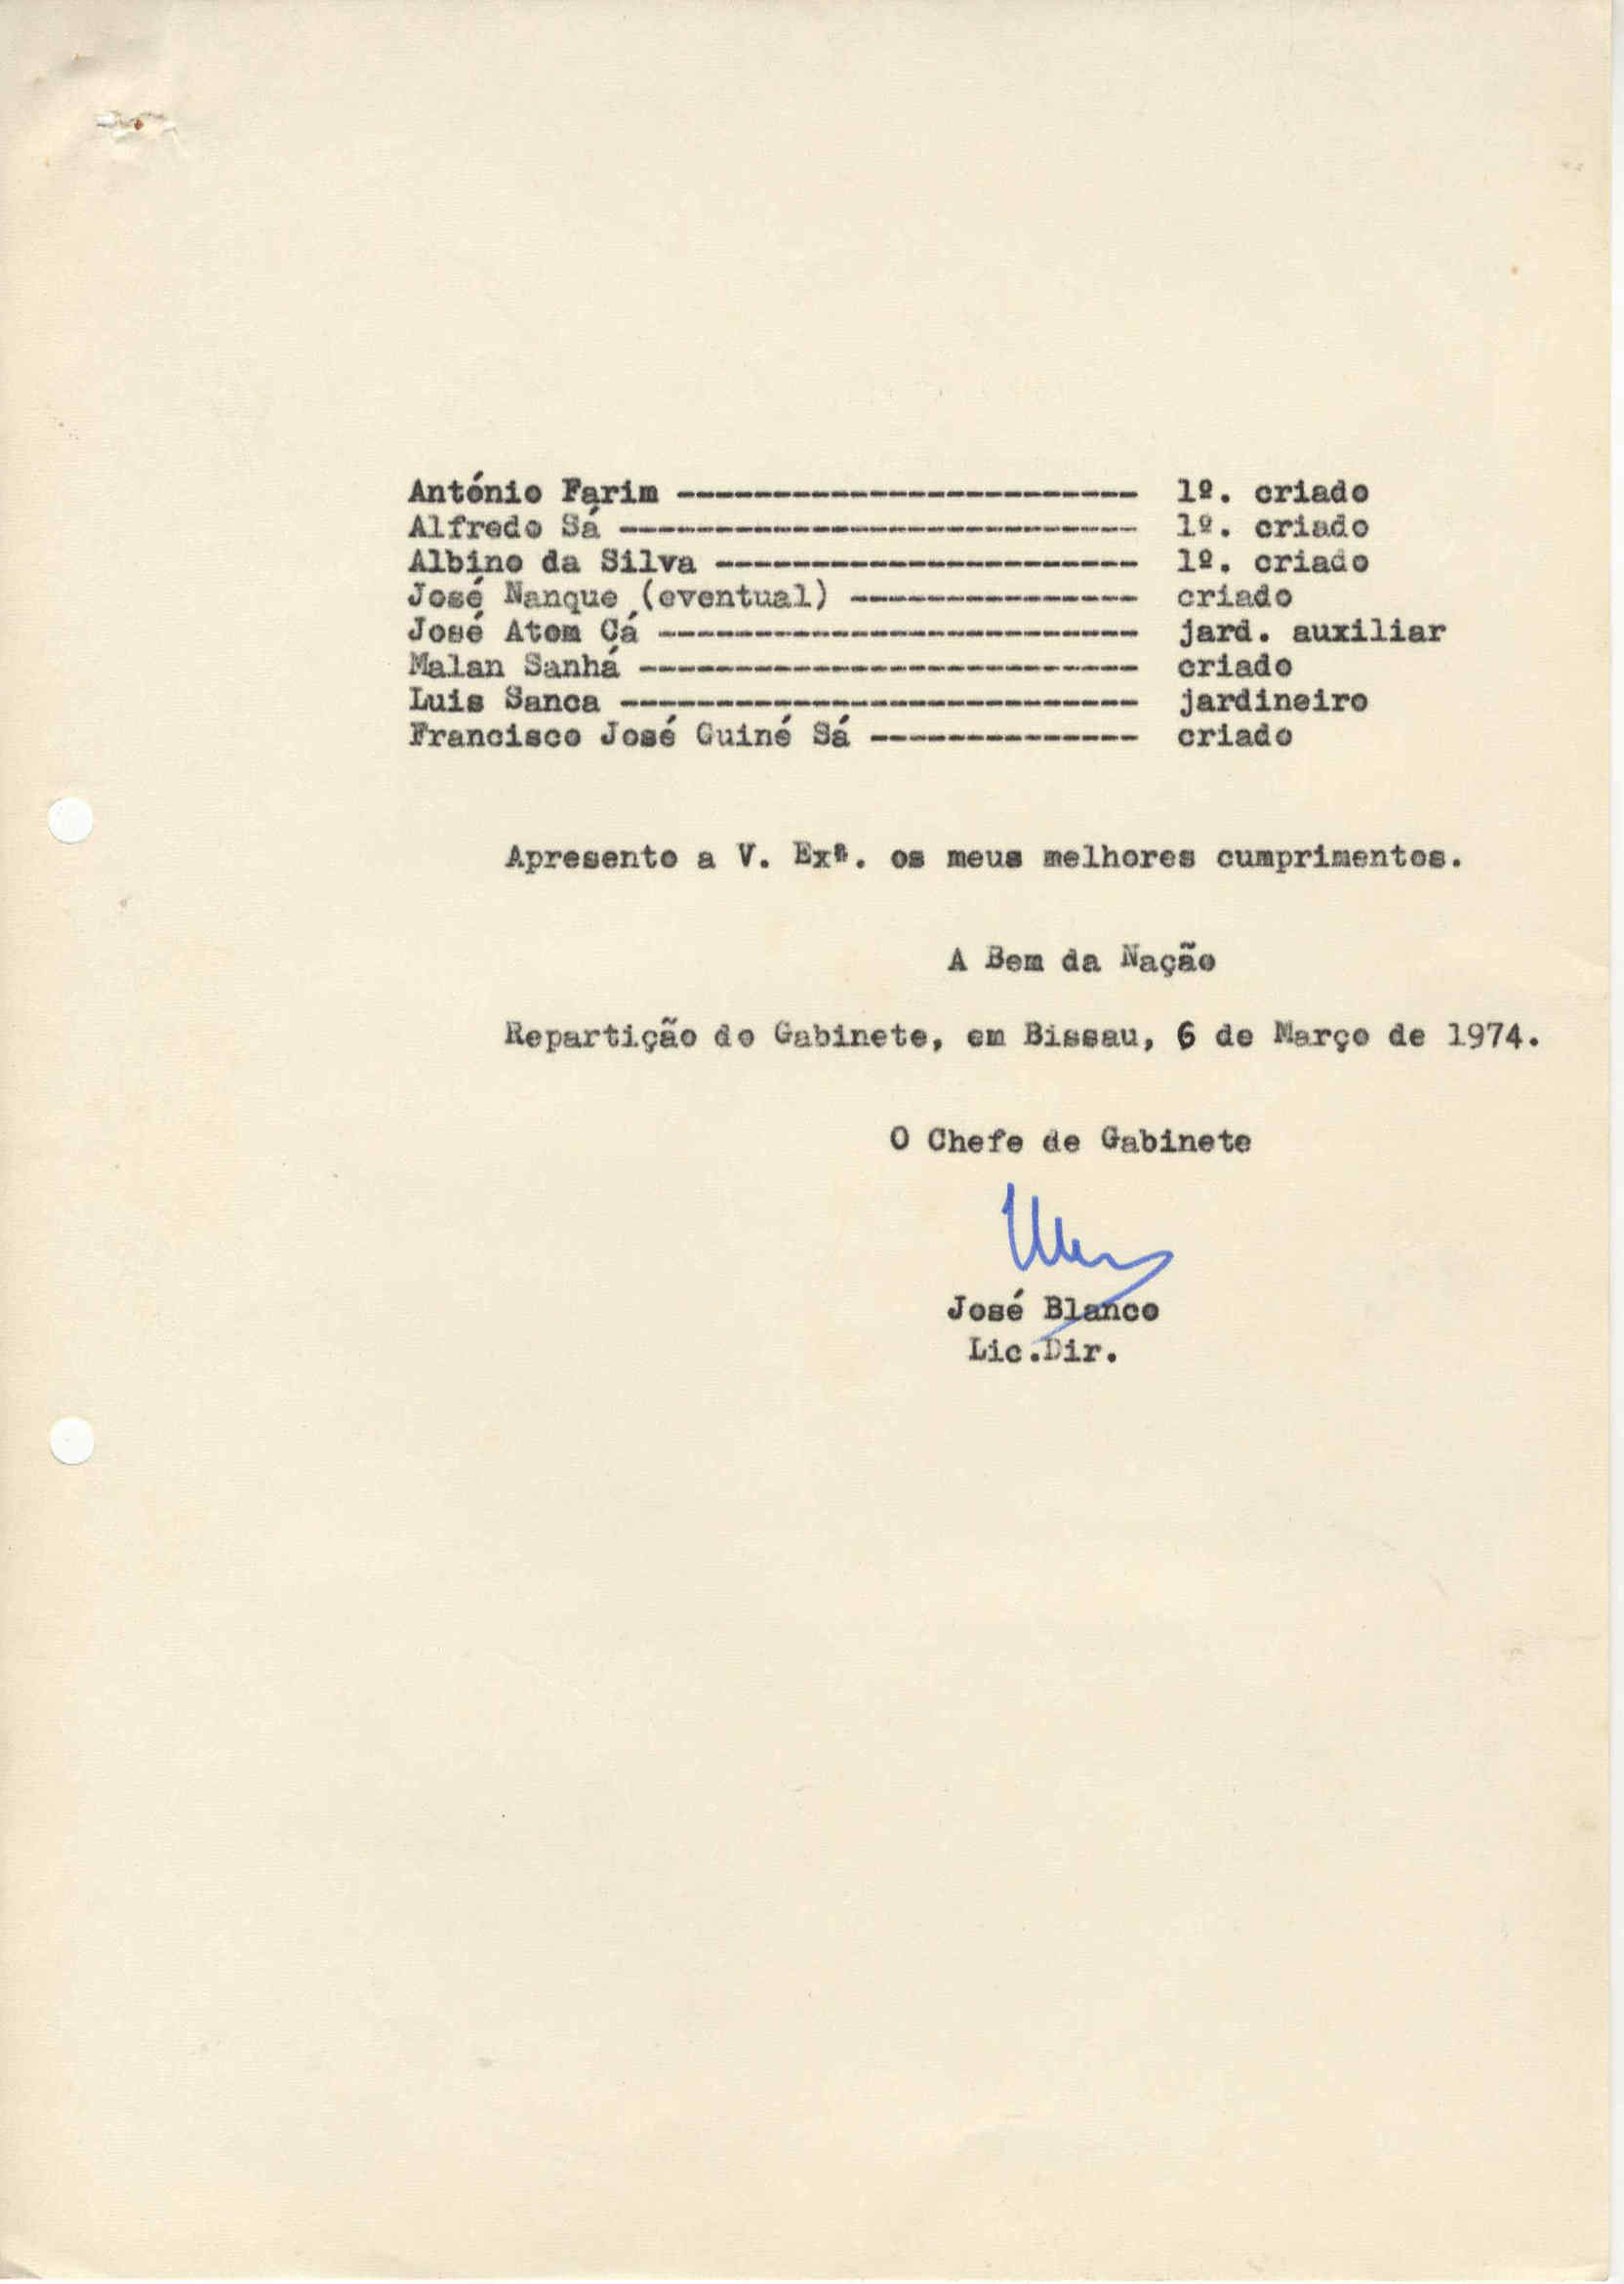 António Farim ------------------------ 1º. criado
Alfredo Sá --------------------------- 1º. criado
Albino da Silva ---------------------- 1º. criado
José Nanque (eventual) --------------- criado
José Atom Cá ------------------------- jard. auxiliar
Malan Sanhá -------------------------- criado
Luis Sanca --------------------------- jardineiro
Francisco José Guiné Sá -------------- criado
Apresento a V. Exª. os meus melhores cumprimentos.
A Bem da Nação
Repartição do Gabinete, em Bissau, 6 de Março de 1974.
O Chefe de Gabinete
José Blanco
Lic.Dir.